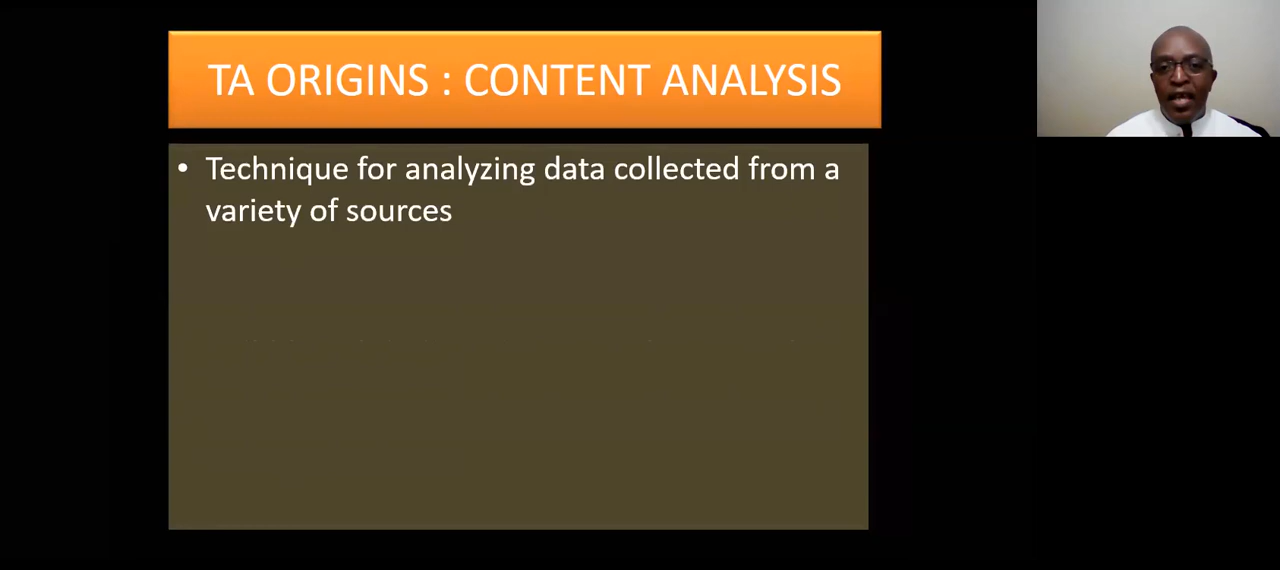 TA ORIGINS : CONTENT ANALYSIS
• Technique for analyzing data collected from a
variety of sources